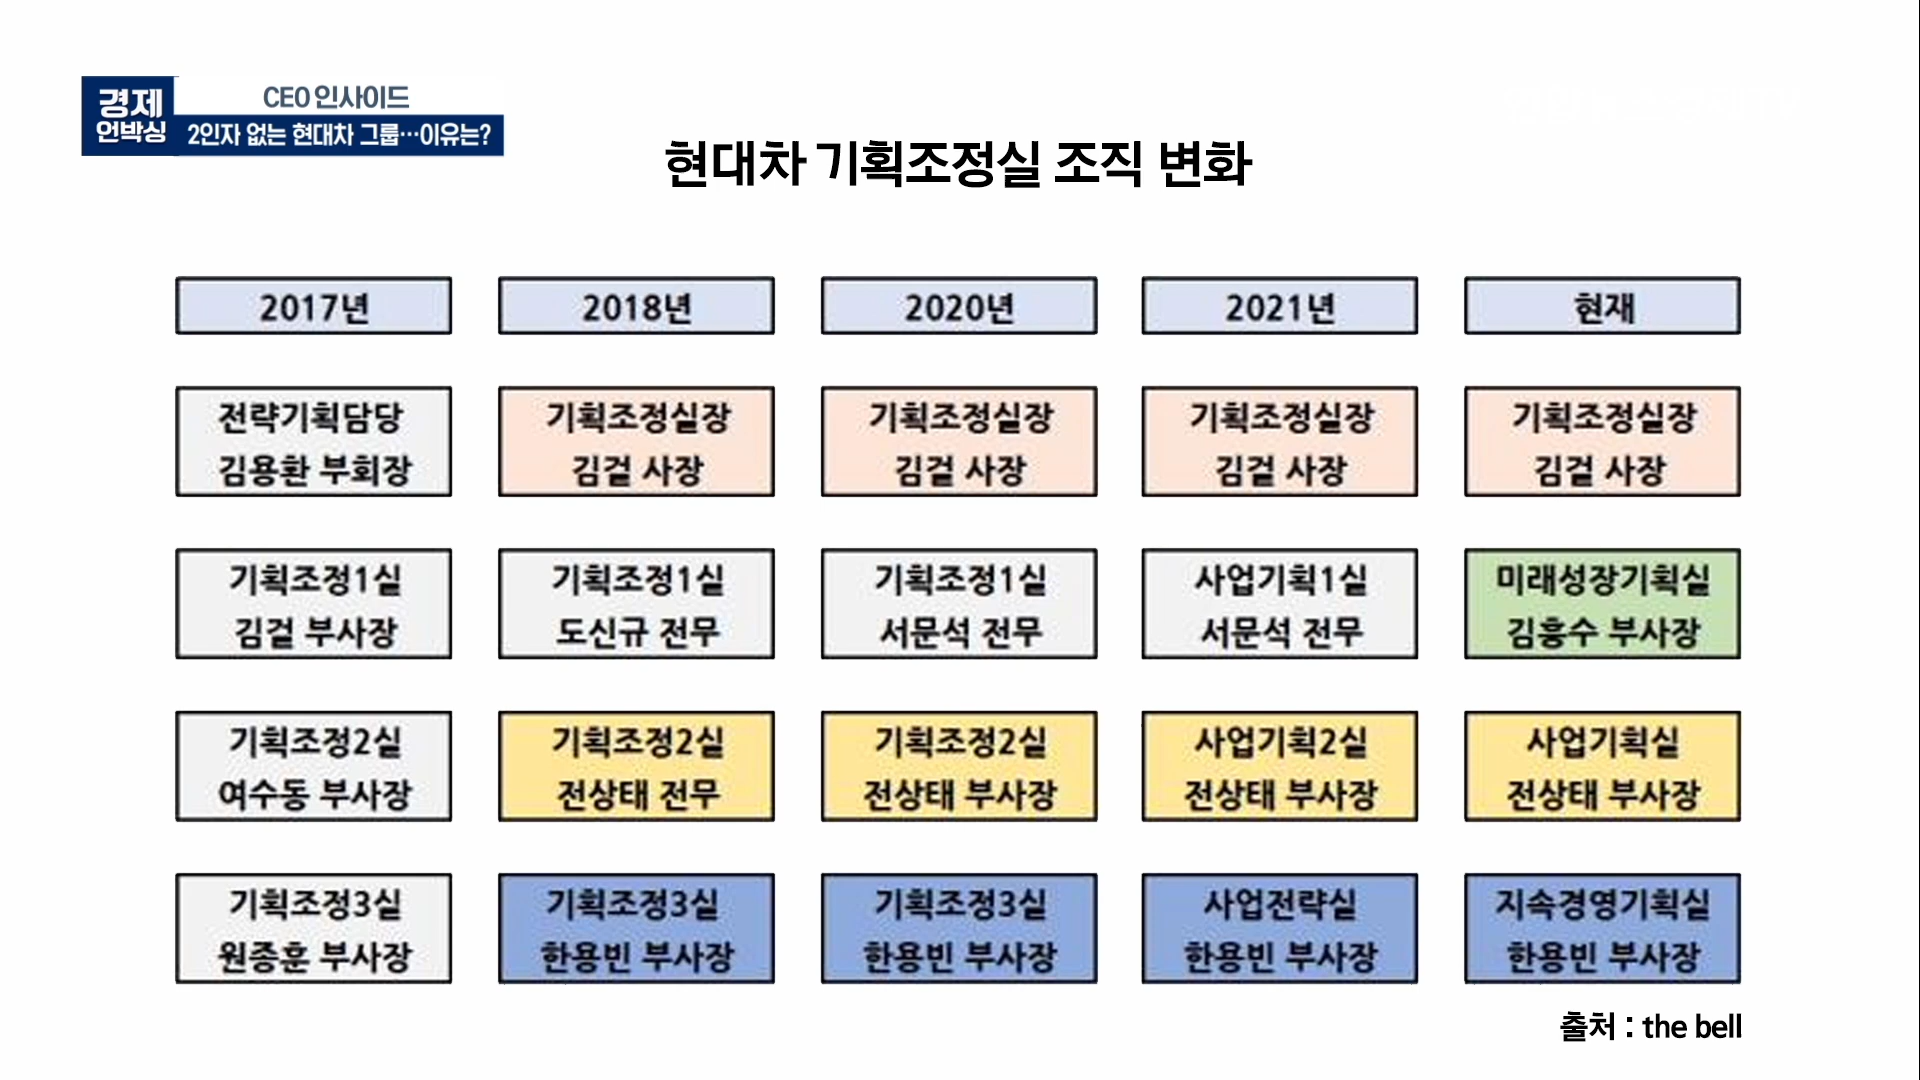 경제
언박싱
CEO 인사이드
2인자 없는 현대차 그룹…이유는?
현대차 기획조정실 조직 변화
2017년
2018년
2020년
2021년
현재
전략기획담당
김용환 부회장
기획조정실장
김걸 사장
기획조정실장
김걸 사장
기획조정실장
김걸 사장
기획조정실장
김걸 사장
기획조정1실
김걸 부사장
기획조정1실
도신규 전무
기획조정1실
서문석 전무
사업기획1실
서문석 전무
미래성장기획실
김흥수 부사장
기획조정2실
여수동 부사장
기획조정2실
전상태 전무
기획조정2실
전상태 부사장
사업기획2실
전상태 부사장
사업기획실
전상태 부사장
기획조정3실
원종훈 부사장
기획조정3실
한용빈 부사장
기획조정3실
한용빈 부사장
사업전략실
한용빈 부사장
지속경영기획실
한용빈 부사장
출처 : the bell